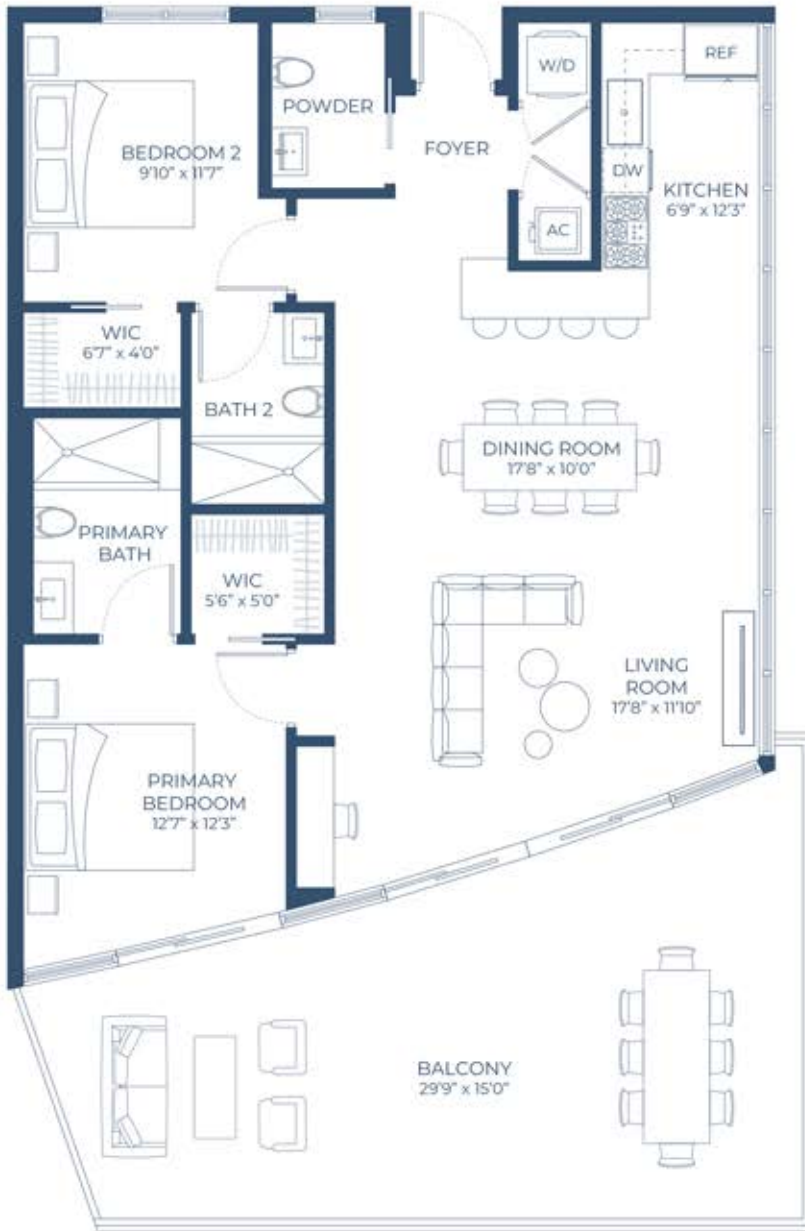 W/D
REF
POWDER
BEDROOM 2
9'10" x 11'7"
FOYER
DW
KITCHEN
6'9" x 12'3"
AC
WIC
6'7" x 4'0"
BATH 2
DINING ROOM
17'8" x 10'0"
PRIMARY
BATH
WIC
5'6" x 5'0"
LIVING
ROOM
17'8" x 11'10"
PRIMARY
BEDROOM
12'7" x 12'3"
BALCONY
29'9" x 15'0"